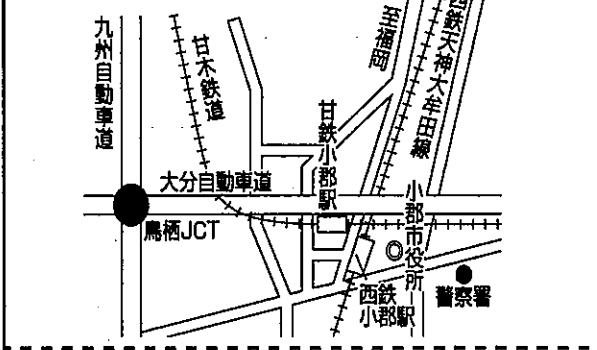 九州自動車道
甘木鉄道
至福岡
西鉄天神大牟田線
甘鉄小郡駅
大分自動車道
小郡市役所
鳥栖JCT
西鉄
小郡駅
警察署